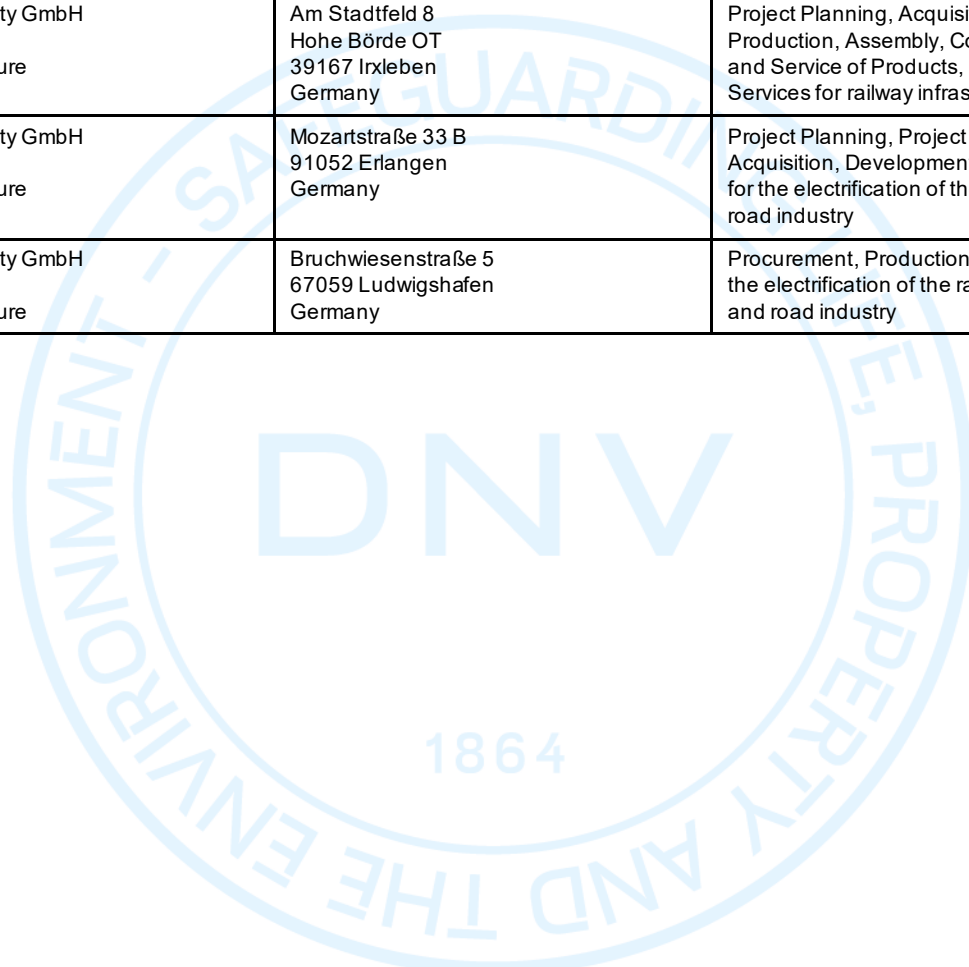 ty GmbH
ure
Am Stadtfeld 8
Hohe Börde OT
39167 Irxleben
Germany
Project Planning, Acquisi
Production, Assembly, Co
and Service of Products,
Services for railway infras
ty GmbH
ure
Mozartstraße 33 B
91052 Erlangen
Germany
Project Planning, Project
Acquisition, Developmen
for the electrification of th
road industry
ty GmbH
ure
Bruchwiesenstraße 5
67059 Ludwigshafen
Germany
Procurement, Production
the electrification of the ra
and road industry
SAFEGUARDING LIFE, PROPERTY AND THE ENVIRONMENT -
DNV
1864